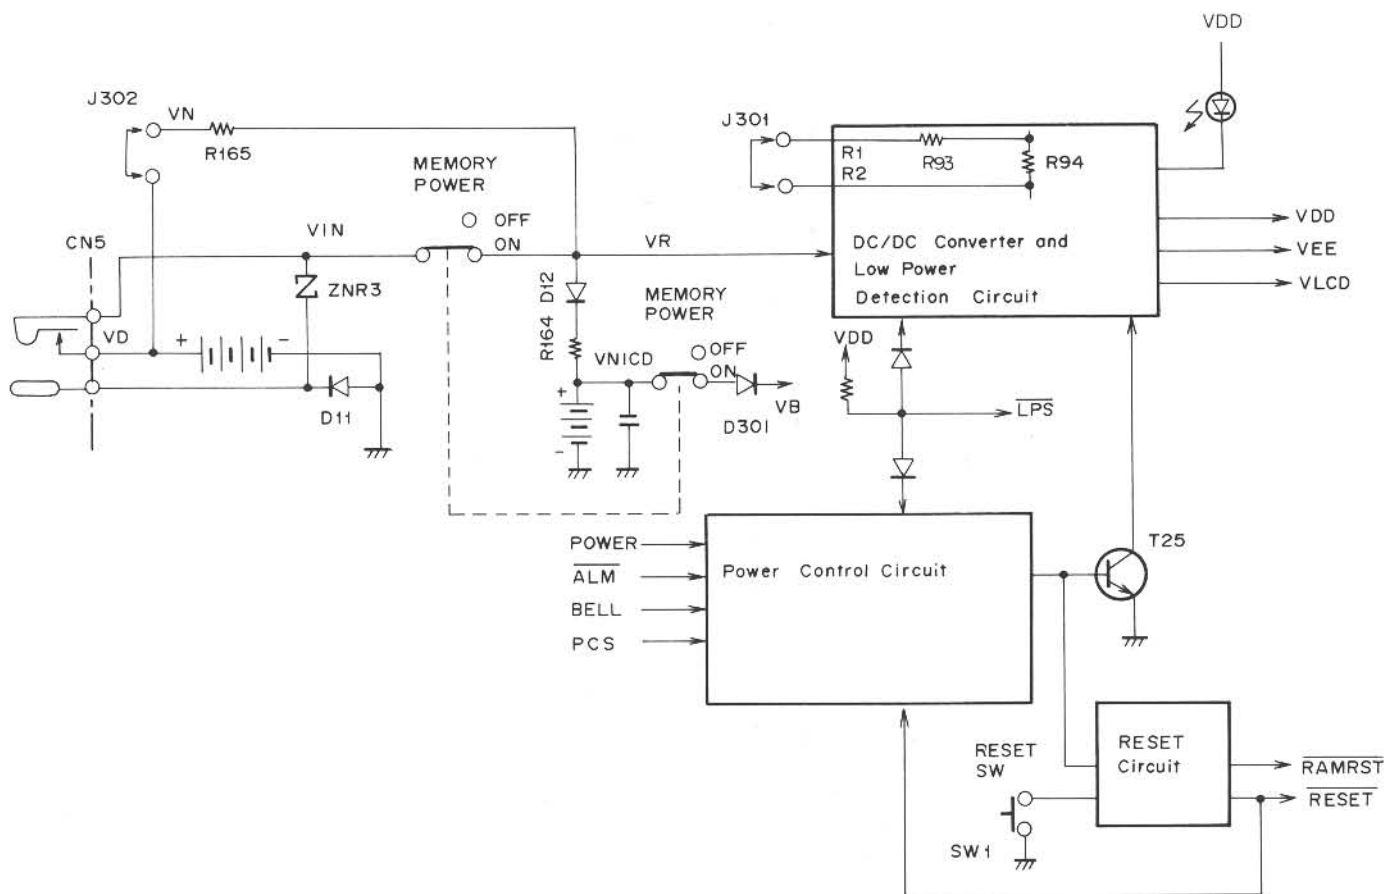 VDD
J302
VN
R165
J301
R1
R2
R93
R94
MEMORY
POWER
OFF
ON
VIN
VR
CN5
ZNR3
DC/DC Converter and
Low Power
Detection Circuit
VDD
VEE
VLCD
D12
MEMORY
POWER
R164
VD
+
-
VNICD
OFF
ON
VDD
+
-
D11
VB
D301
LPS
POWER
ALM
BELL
PCS
Power Control Circuit
T25
RESET
SW
RESET
Circuit
RAMRST
RESET
SW1